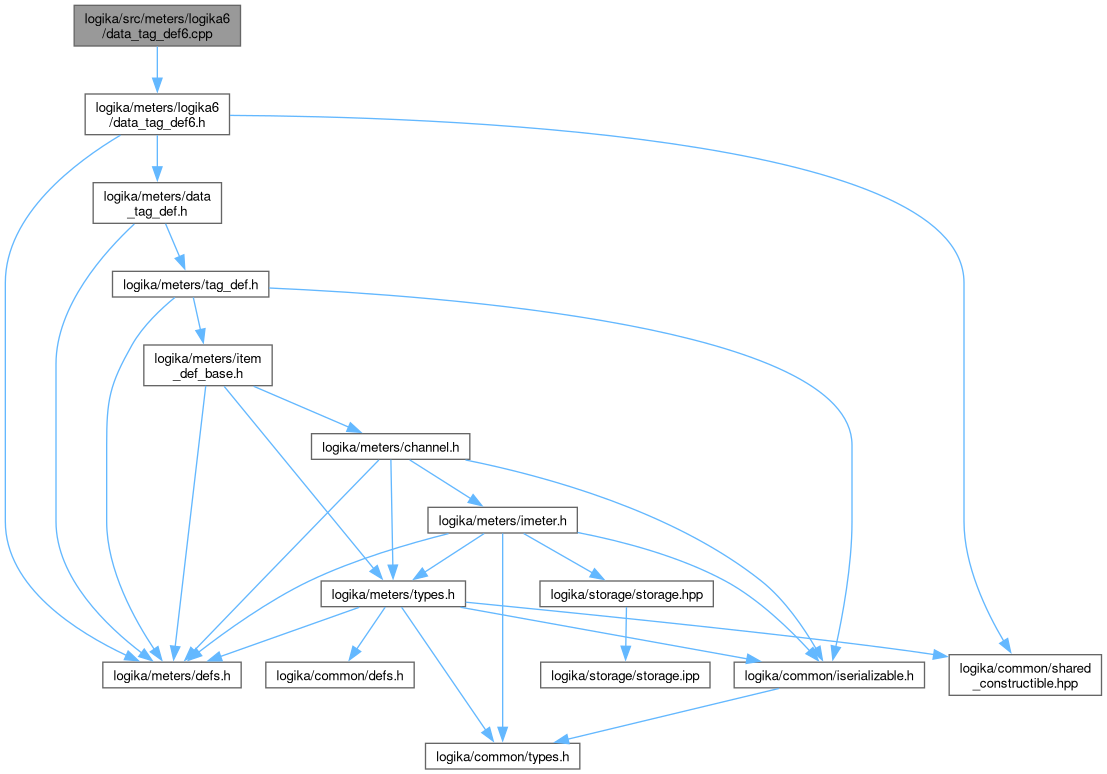 logika/src/meters/logika6
/data_tag_def6.cpp
logika/meters/logika6
/data_tag_def6.h
logika/meters/data
_tag_def.h
logika/meters/tag_def.h
logika/meters/item
_def_base.h
logika/meters/channel.h
logika/meters/imeter.h
logika/meters/types.h
logika/storage/storage.hpp
logika/meters/defs.h
logika/common/defs.h
logika/storage/storage.ipp
logika/common/iserializable.h
logika/common/shared
_constructible.hpp
logika/common/types.h